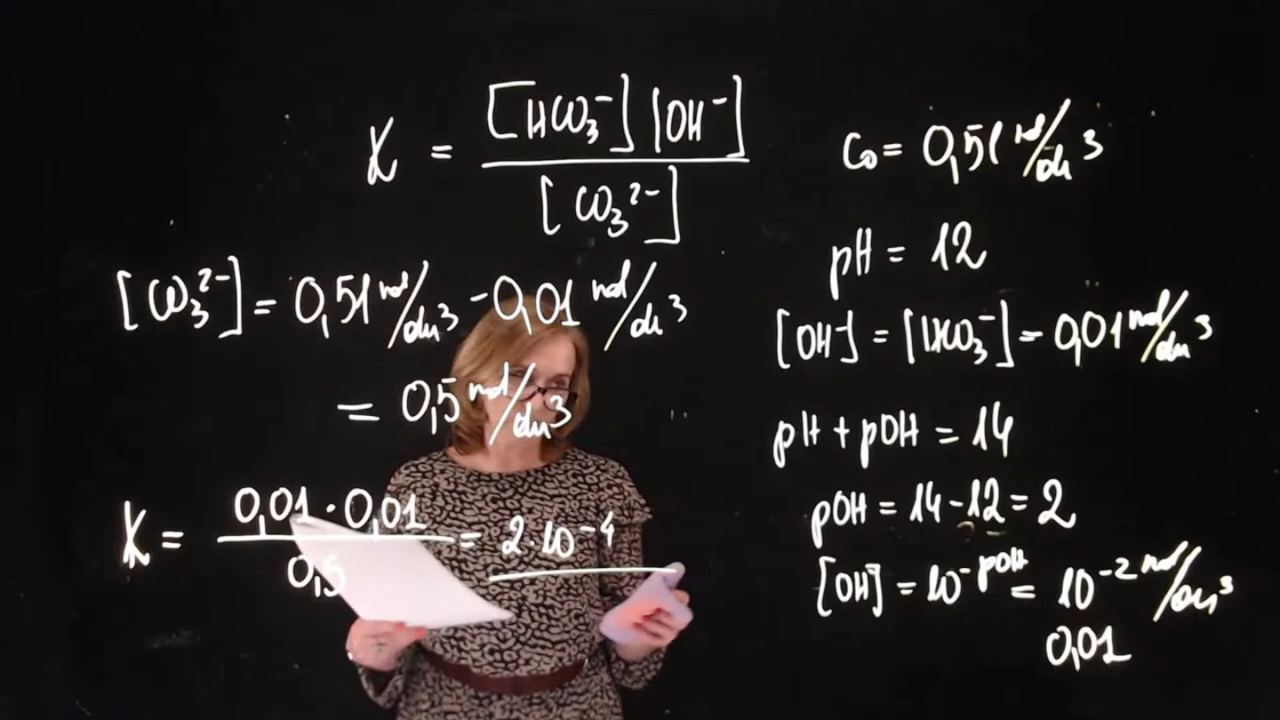 K = [HCO₃⁻] [OH⁻] / [CO₃²⁻]
[CO₃²⁻] = 0,51 mol/dm³ - 0,01 mol/dm³
= 0,5 mol/dm³
K = 0,01 · 0,01 / 0,5 = 2·10⁻⁴
C₀ = 0,51 mol/dm³
pH = 12
[OH⁻] = [HCO₃⁻] = 0,01 mol/dm³
pH + pOH = 14
pOH = 14 - 12 = 2
[OH⁻] = 10⁻ᵖᴼᴴ = 10⁻² mol/dm³
0,01